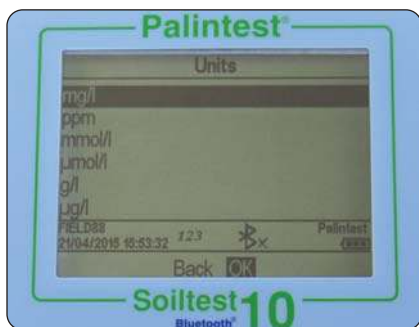 Palintest®
Units
mg/l
ppm
mmol/l
µmol/l
g/l
µg/l
FIELD88
21/04/2015 15:53:32 123 Palintest
Back OK
Soiltest 10
Bluetooth®